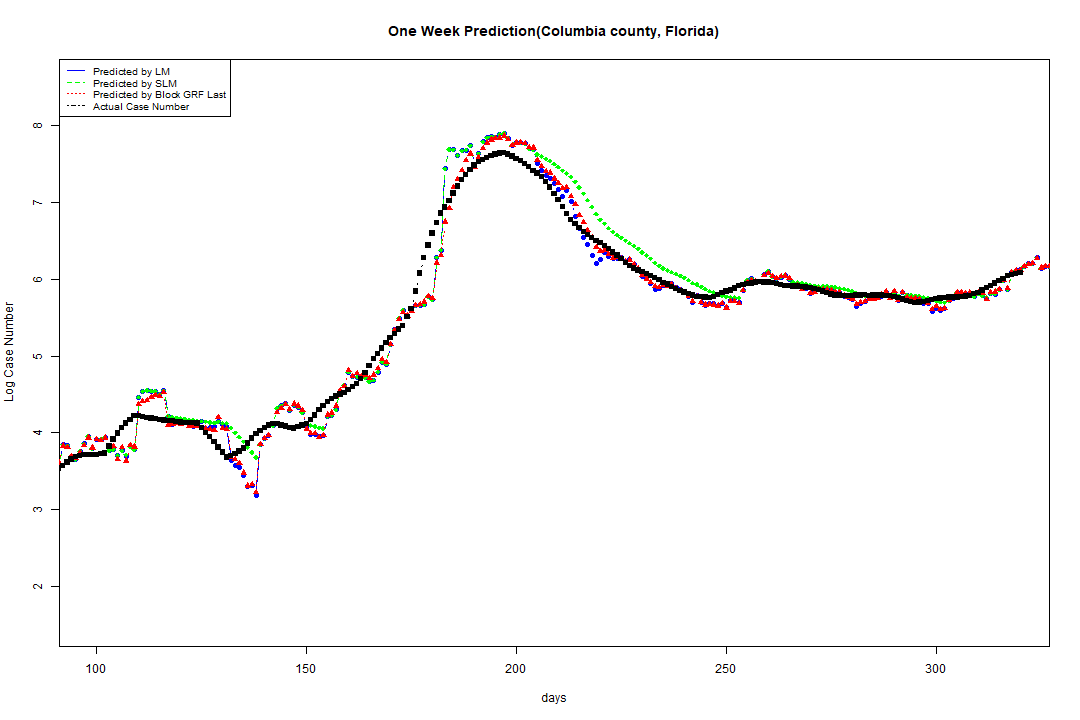 One Week Prediction(Columbia county, Florida)
Predicted by LM
Predicted by SLM
Predicted by Block GRF Last
Actual Case Number
8
7
6
5
4
3
2
Log Case Number
100 150 200 250 300
days